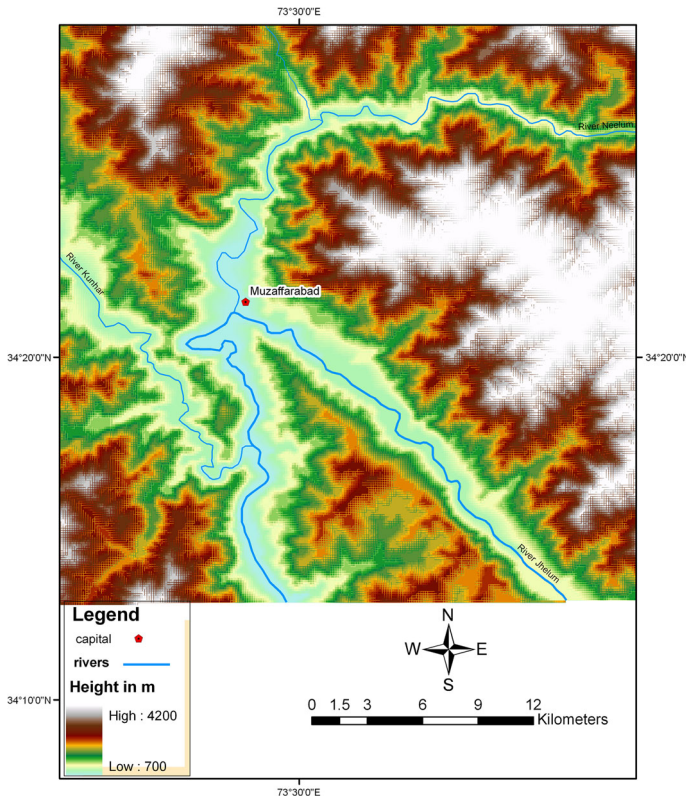 73°30'0"E
River Neelum
River Kunhar
Muzaffarabad
34°20'0"N
34°20'0"N
River Jhelum
Legend
capital
rivers
Height in m
High : 4200
Low : 700
N
W E
S
34°10'0"N
0 1.5 3 6 9 12
Kilometers
73°30'0"E